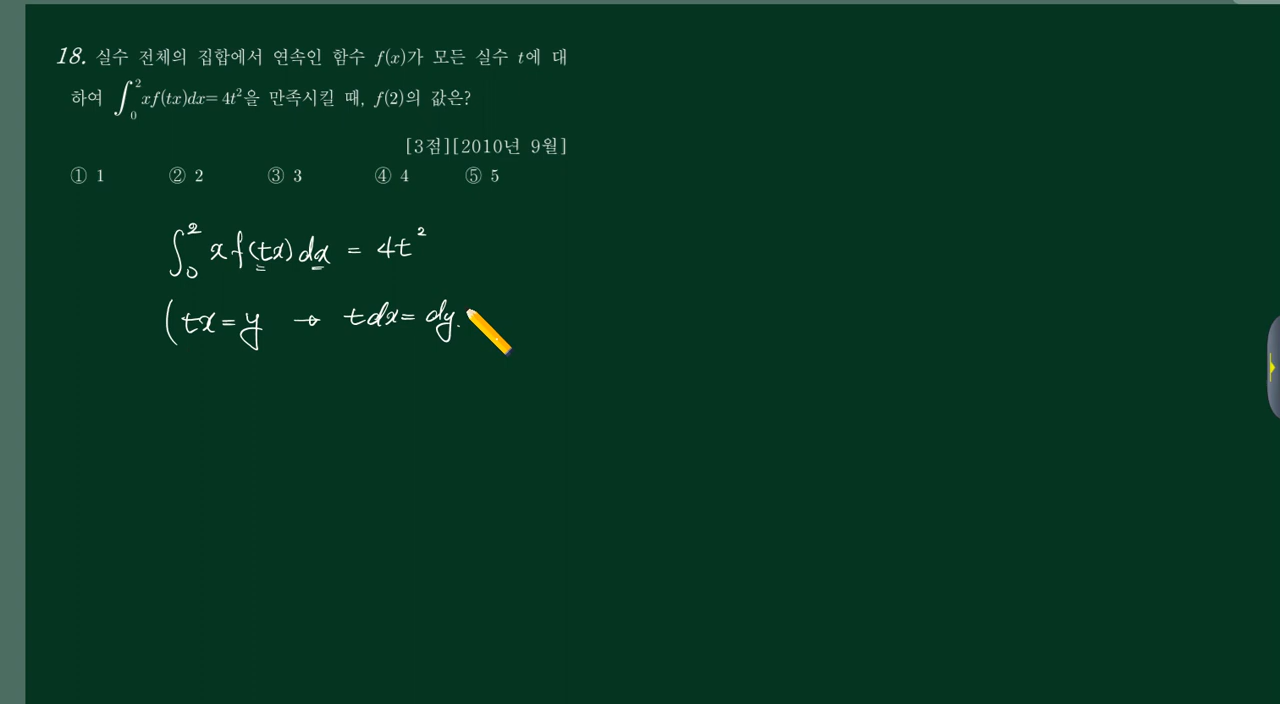 18. 실수 전체의 집합에서 연속인 함수 f(x)가 모든 실수 t에 대
하여 ∫₀² xf(tx)dx= 4t²을 만족시킬 때, f(2)의 값은?
[3점][2010년 9월]
① 1 ② 2 ③ 3 ④ 4 ⑤ 5
∫₀² x f(tx) dx = 4t²
( tx = y → t dx = dy.